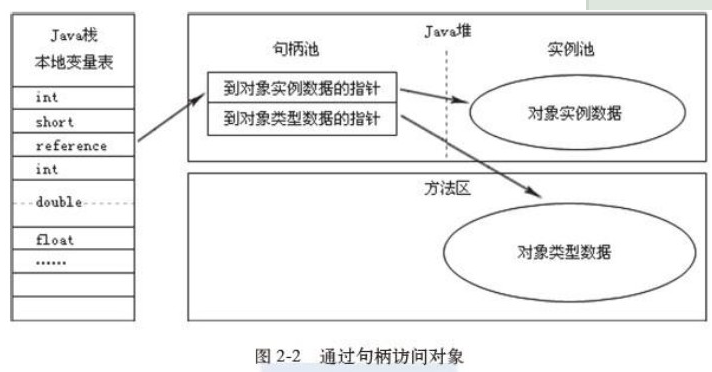 Java栈
本地变量表
int
short
reference
int
double
float
……
Java堆
句柄池
实例池
到对象实例数据的指针
到对象类型数据的指针
对象实例数据
方法区
对象类型数据
图 2-2 通过句柄访问对象